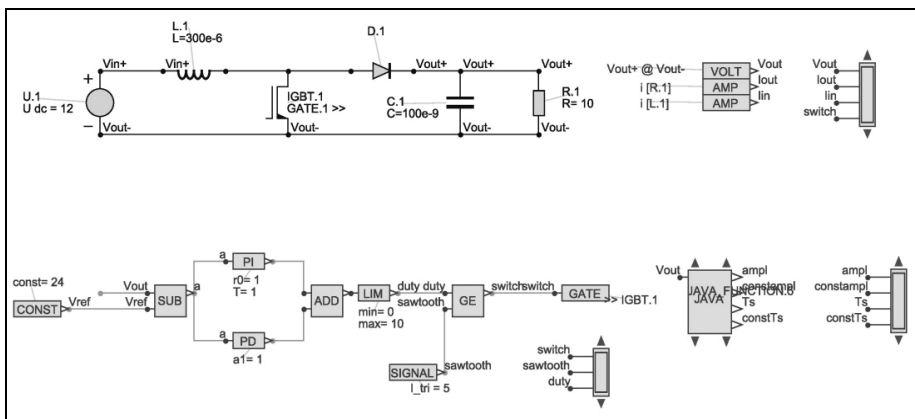 L.1
L=300e-6
D.1
Vin+
Vin+
Vout+
Vout+
Vout+
U.1
U dc = 12
IGBT.1
GATE.1 >>
C.1
C=100e-9
R.1
R= 10
Vout-
Vout-
Vout-
Vout-
Vout+ @ Vout-
VOLT
Vout
i [R.1]
AMP
Iout
i [L.1]
AMP
Iin
Vout
Iout
Iin
switch
const= 24
CONST
Vref
Vout
Vref
SUB
a
a
PI
r0= 1
T= 1
a
PD
a1= 1
ADD
LIM
min= 0
max= 10
duty duty
sawtooth
GE
switch switch
GATE
>> IGBT.1
SIGNAL
sawtooth
I_tri = 5
switch
sawtooth
duty
Vout
JAVA_FUNCTION.6
JAVA
ampl
constampl
Ts
constTs
ampl
constampl
Ts
constTs